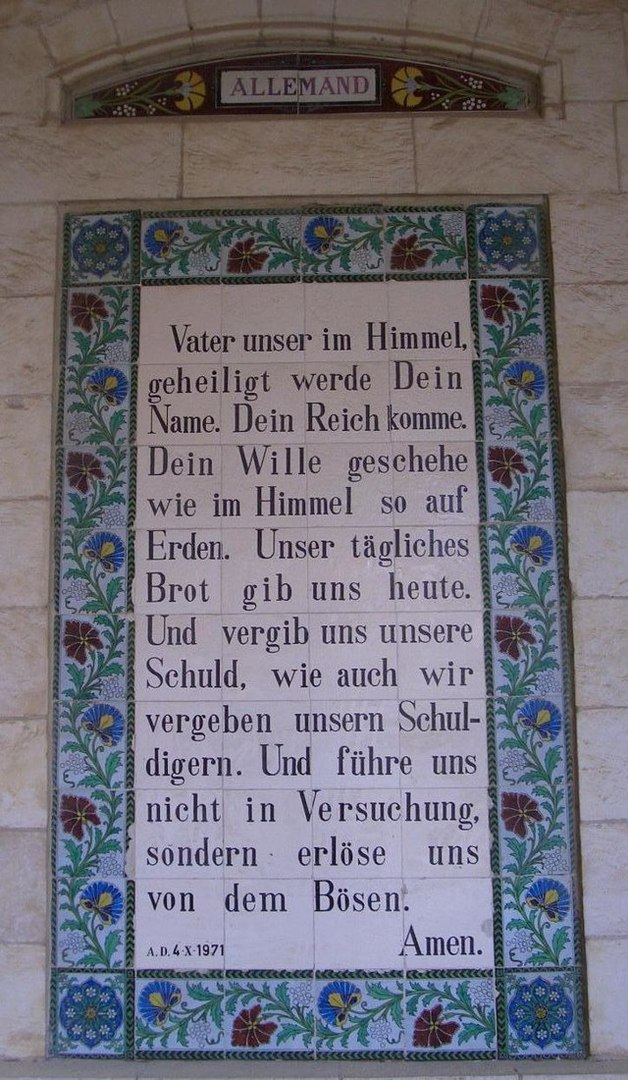 ALLEMAND
Vater unser im Himmel,
geheiligt werde Dein
Name. Dein Reich komme.
Dein Wille geschehe
wie im Himmel so auf
Erden. Unser tägliches
Brot gib uns heute.
Und vergib uns unsere
Schuld, wie auch wir
vergeben unsern Schul-
digern. Und führe uns
nicht in Versuchung,
sondern erlöse uns
von dem Bösen.
Amen.
A.D. 4·X·1971